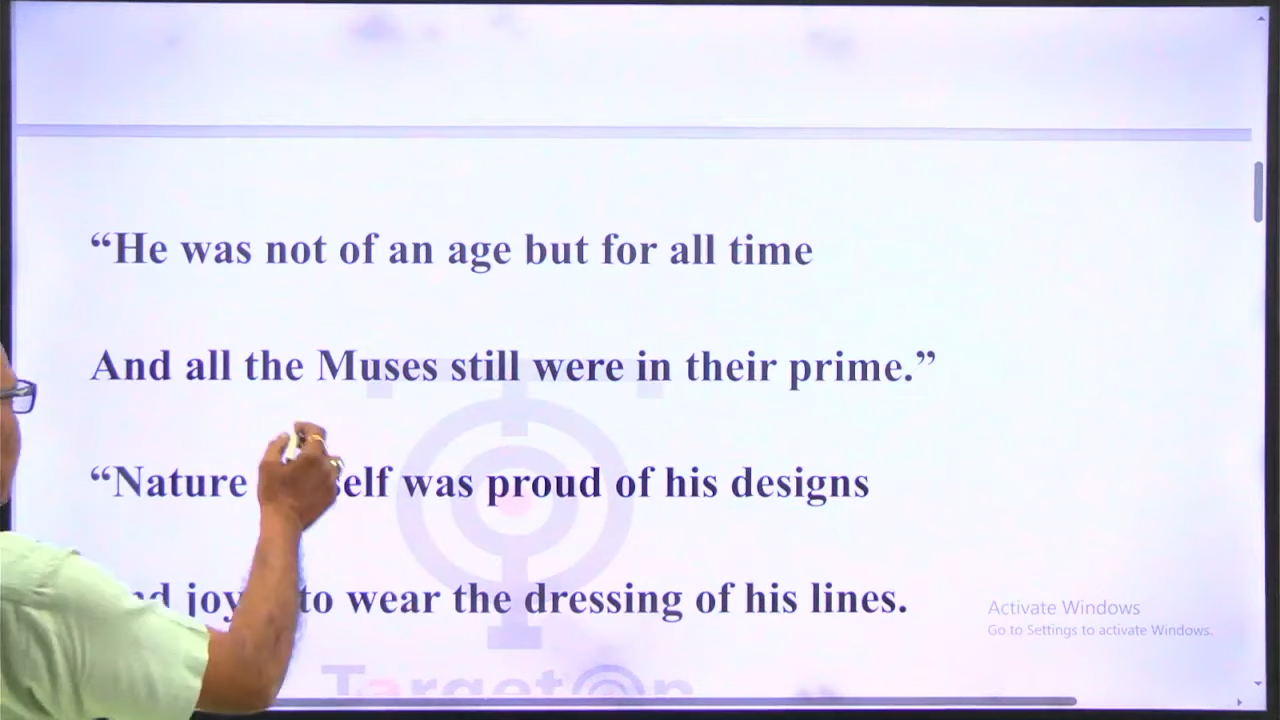 “He was not of an age but for all time
And all the Muses still were in their prime.”
“Nature was proud of his designs
to wear the dressing of his lines.
Activate Windows
Go to Settings to activate Windows.